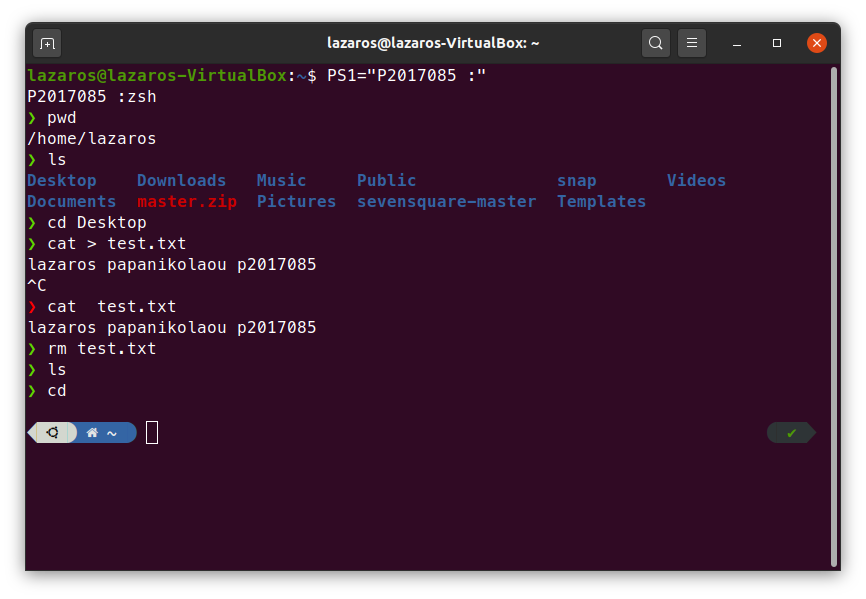 lazaros@lazaros-VirtualBox: ~
lazaros@lazaros-VirtualBox:~$ PS1="P2017085 :"
P2017085 :zsh
❯ pwd
/home/lazaros
❯ ls
Desktop Downloads Music Public snap Videos
Documents master.zip Pictures sevensquare-master Templates
❯ cd Desktop
❯ cat > test.txt
lazaros papanikolaou p2017085
^C
❯ cat  test.txt
lazaros papanikolaou p2017085
❯ rm test.txt
❯ ls
❯ cd
~ ✔